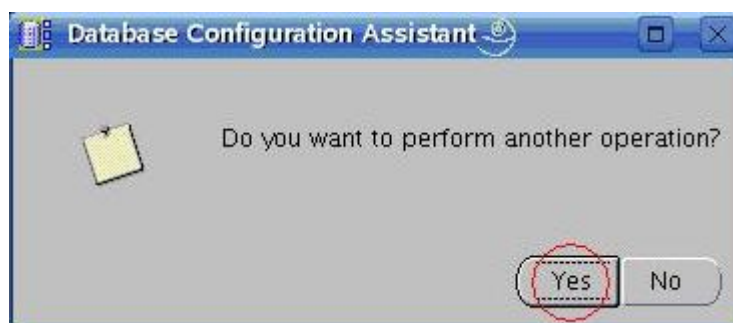 Database Configuration Assistant
Do you want to perform another operation?
Yes
No